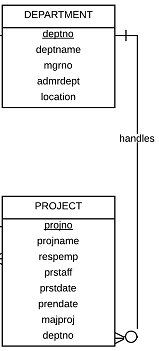 DEPARTMENT
deptno
deptname
mgrno
admrdept
location
handles
PROJECT
projno
projname
respemp
prstaff
prstdate
prendate
majproj
deptno